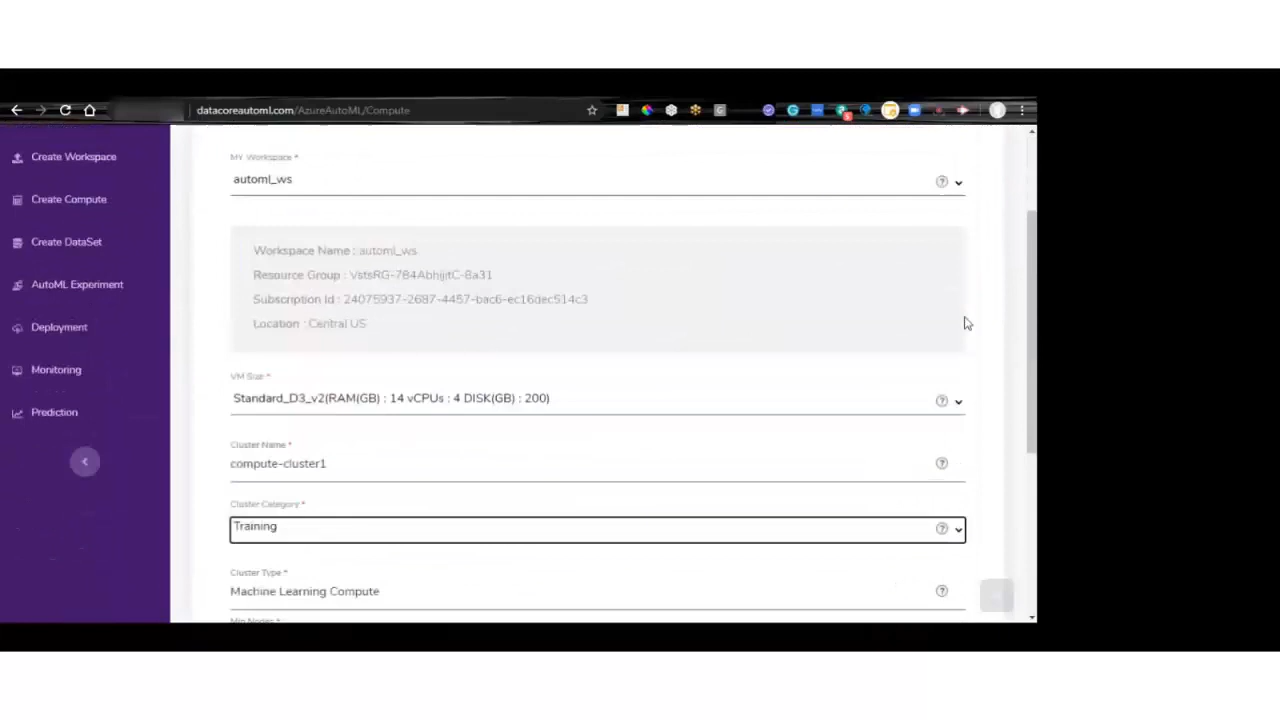 datacoreautoml.com/AzureAutoML/Compute
Create Workspace
Create Compute
Create DataSet
AutoML Experiment
Deployment
Monitoring
Prediction
MY Workspace *
automl_ws
Workspace Name : automl_ws
Resource Group : VstsRG-784AbhijitC-8a31
Subscription Id : 24075937-2687-4457-bac6-ec16dec514c3
Location : Central US
VM Size *
Standard_D3_v2(RAM(GB) : 14 vCPUs : 4 DISK(GB) : 200)
Cluster Name *
compute-cluster1
Cluster Category *
Training
Cluster Type *
Machine Learning Compute
Min Nodes *